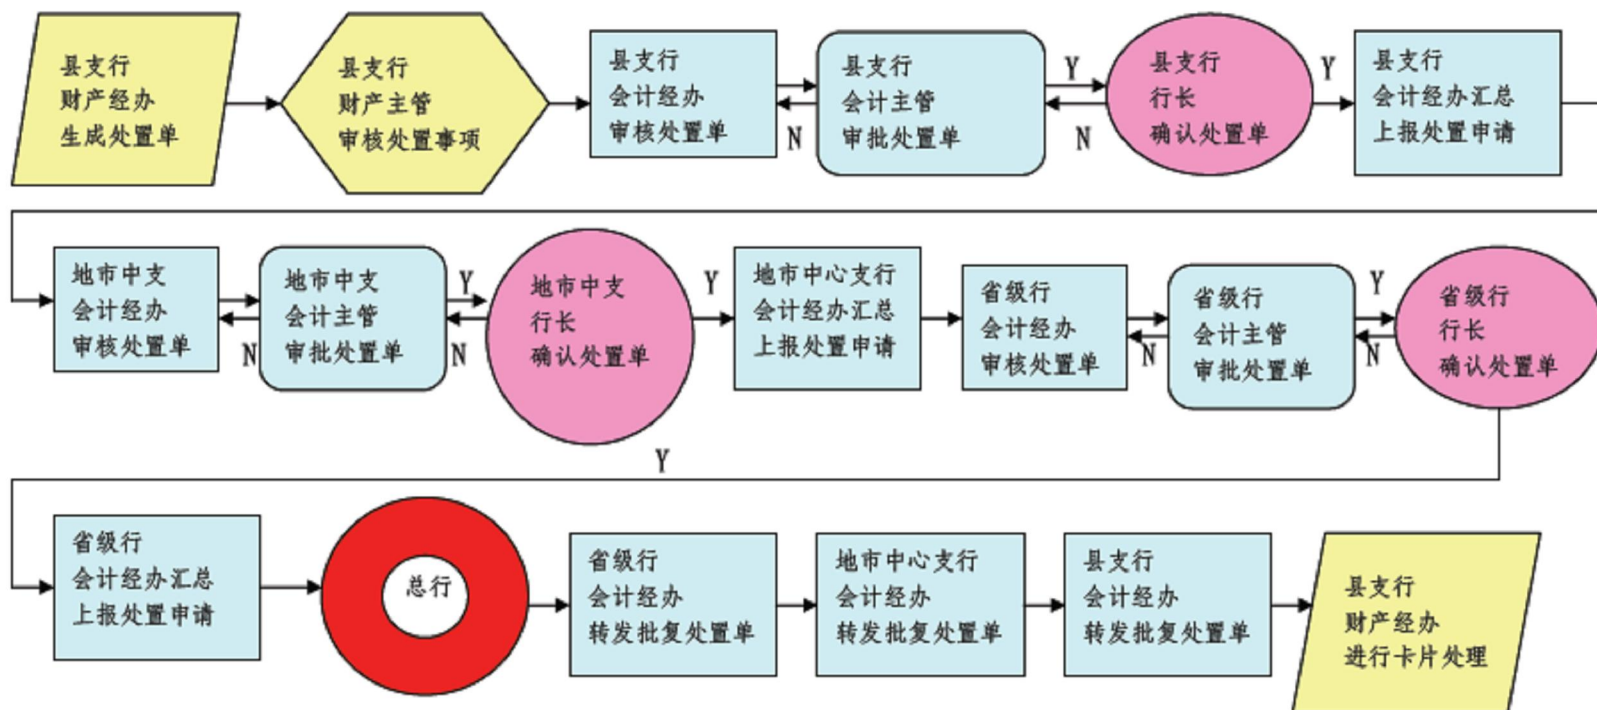 县支行
财产经办
生成处置单
县支行
财产主管
审核处置事项
县支行
会计经办
审核处置单
N
县支行
会计主管
审批处置单
Y
N
县支行
行长
确认处置单
Y
县支行
会计经办汇总
上报处置申请
地市中支
会计经办
审核处置单
N
地市中支
会计主管
审批处置单
Y
N
地市中支
行长
确认处置单
Y
地市中心支行
会计经办汇总
上报处置申请
省级行
会计经办
审核处置单
N
省级行
会计主管
审批处置单
Y
N
省级行
行长
确认处置单
Y
省级行
会计经办汇总
上报处置申请
总行
省级行
会计经办
转发批复处置单
地市中心支行
会计经办
转发批复处置单
县支行
会计经办
转发批复处置单
县支行
财产经办
进行卡片处理